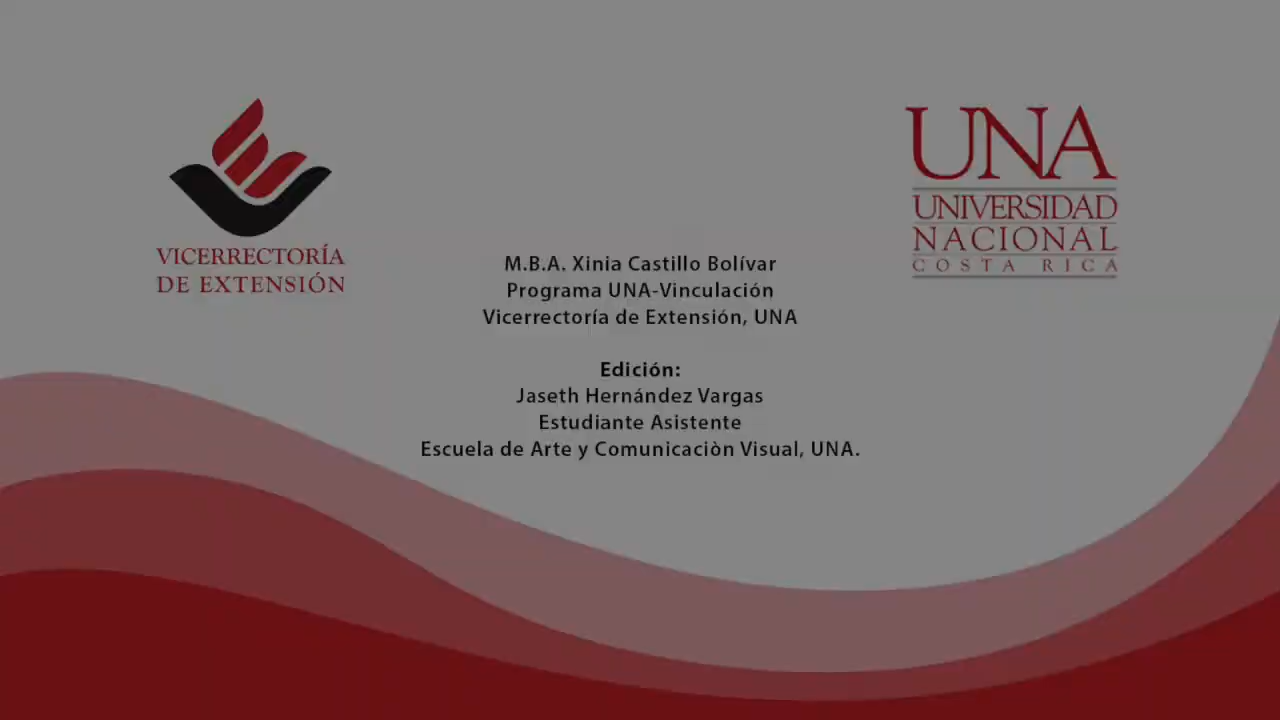 VICERRECTORÍA
DE EXTENSIÓN
UNA
UNIVERSIDAD
NACIONAL
COSTA RICA
M.B.A. Xinia Castillo Bolívar
Programa UNA-Vinculación
Vicerrectoría de Extensión, UNA
Edición:
Jaseth Hernández Vargas
Estudiante Asistente
Escuela de Arte y Comunicaciòn Visual, UNA.